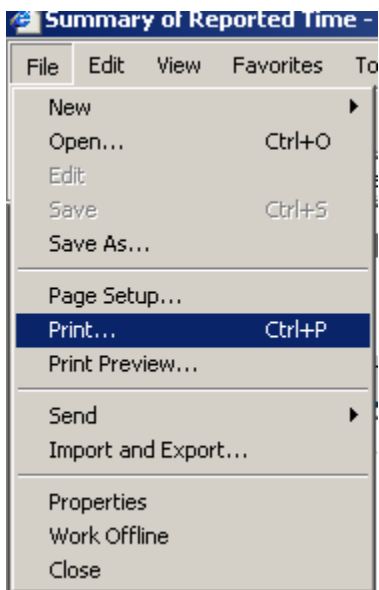 Summary of Reported Time -
File Edit View Favorites To
New
Open... Ctrl+O
Edit
Save Ctrl+S
Save As...
Page Setup...
Print... Ctrl+P
Print Preview...
Send
Import and Export...
Properties
Work Offline
Close